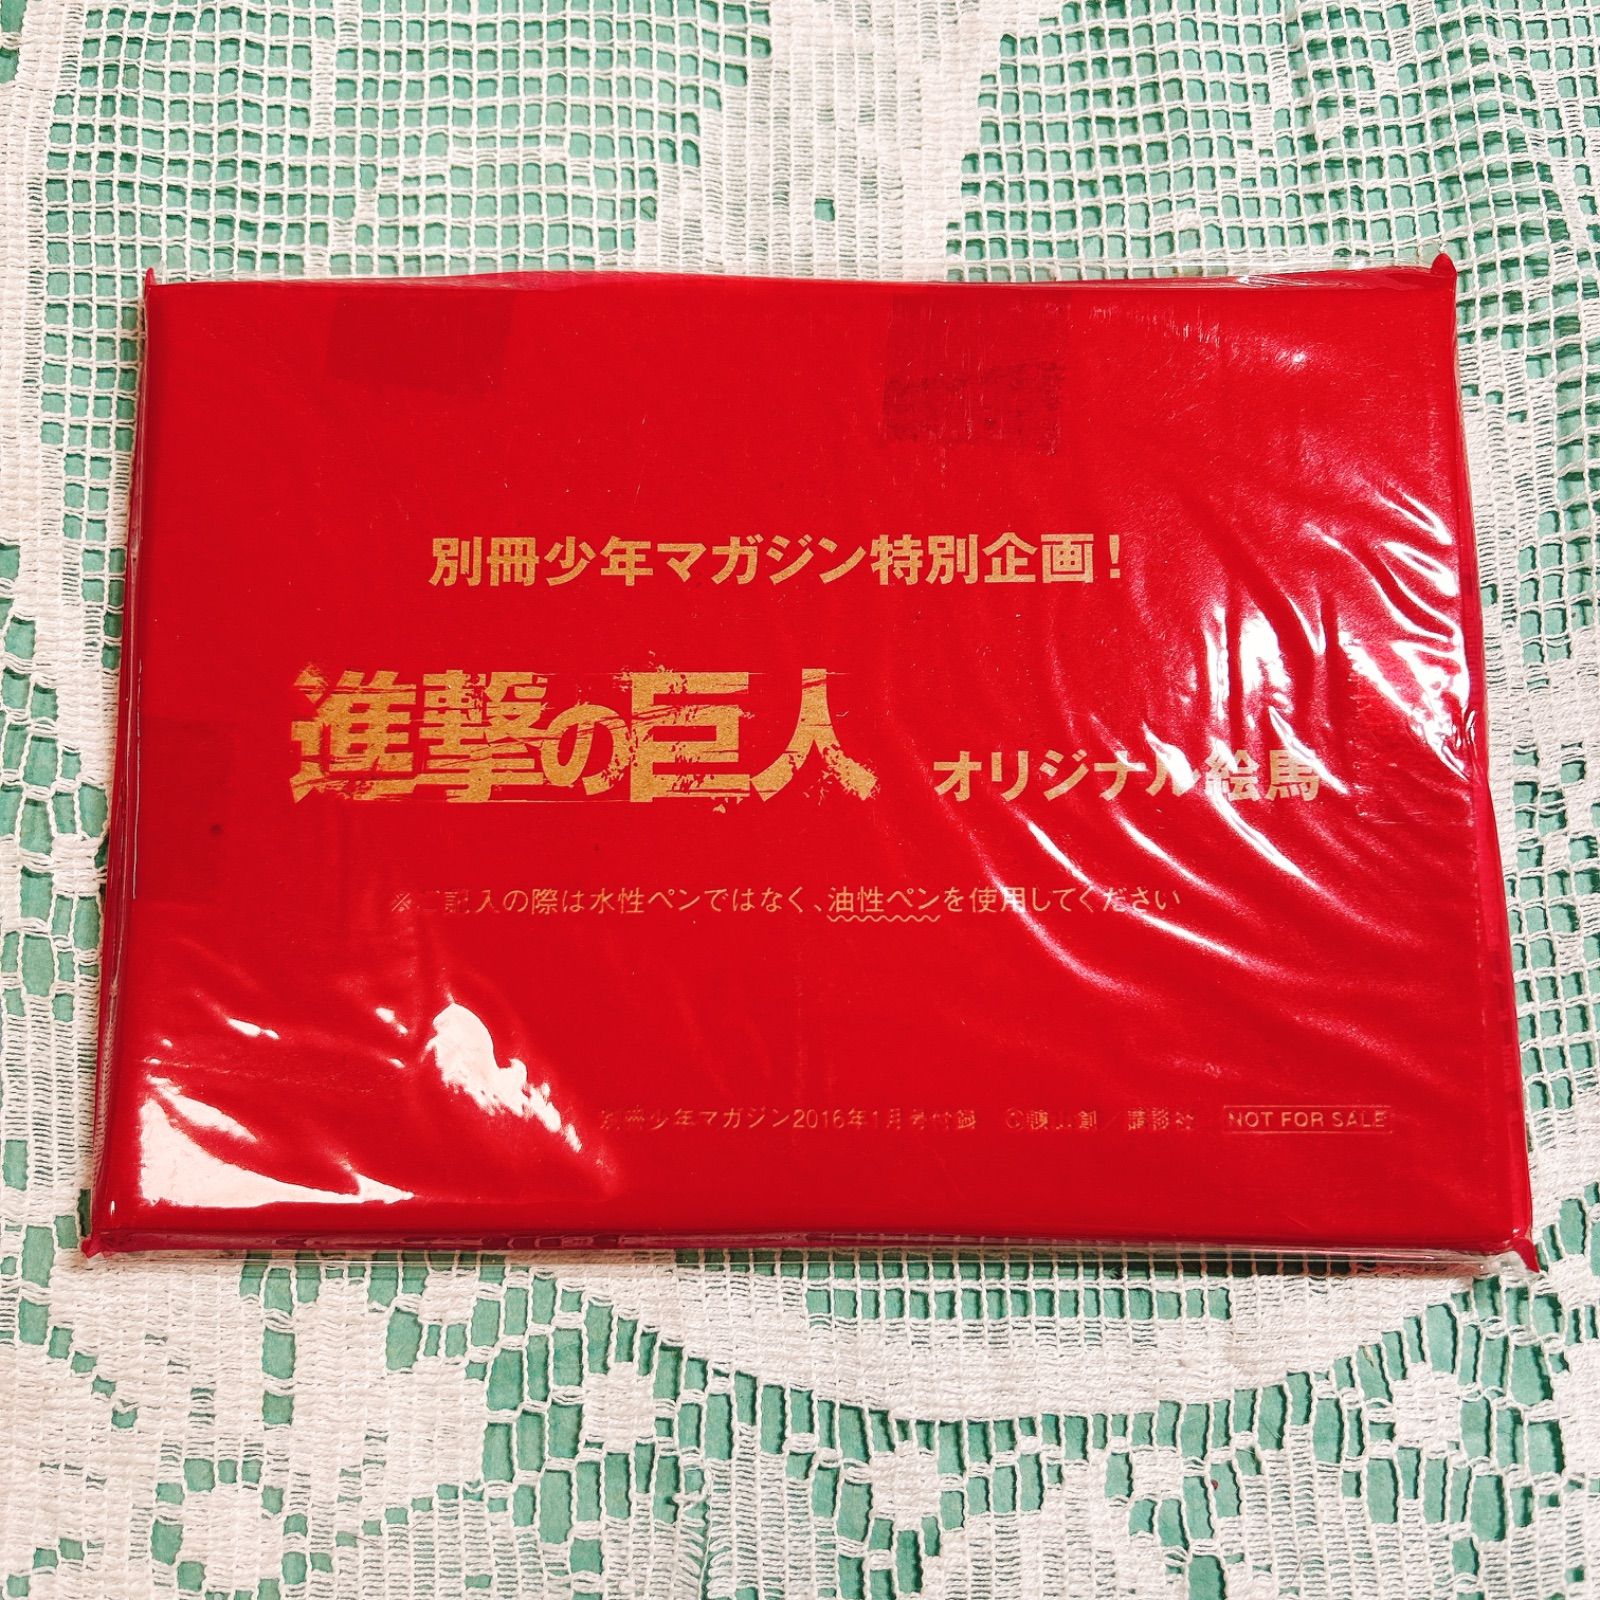 別冊少年マガジン特別企画！
進撃の巨人 オリジナル絵馬
※ご記入の際は水性ペンではなく、油性ペンを使用してください
別冊少年マガジン2016年1月号付録 ©諫山創／講談社 NOT FOR SALE